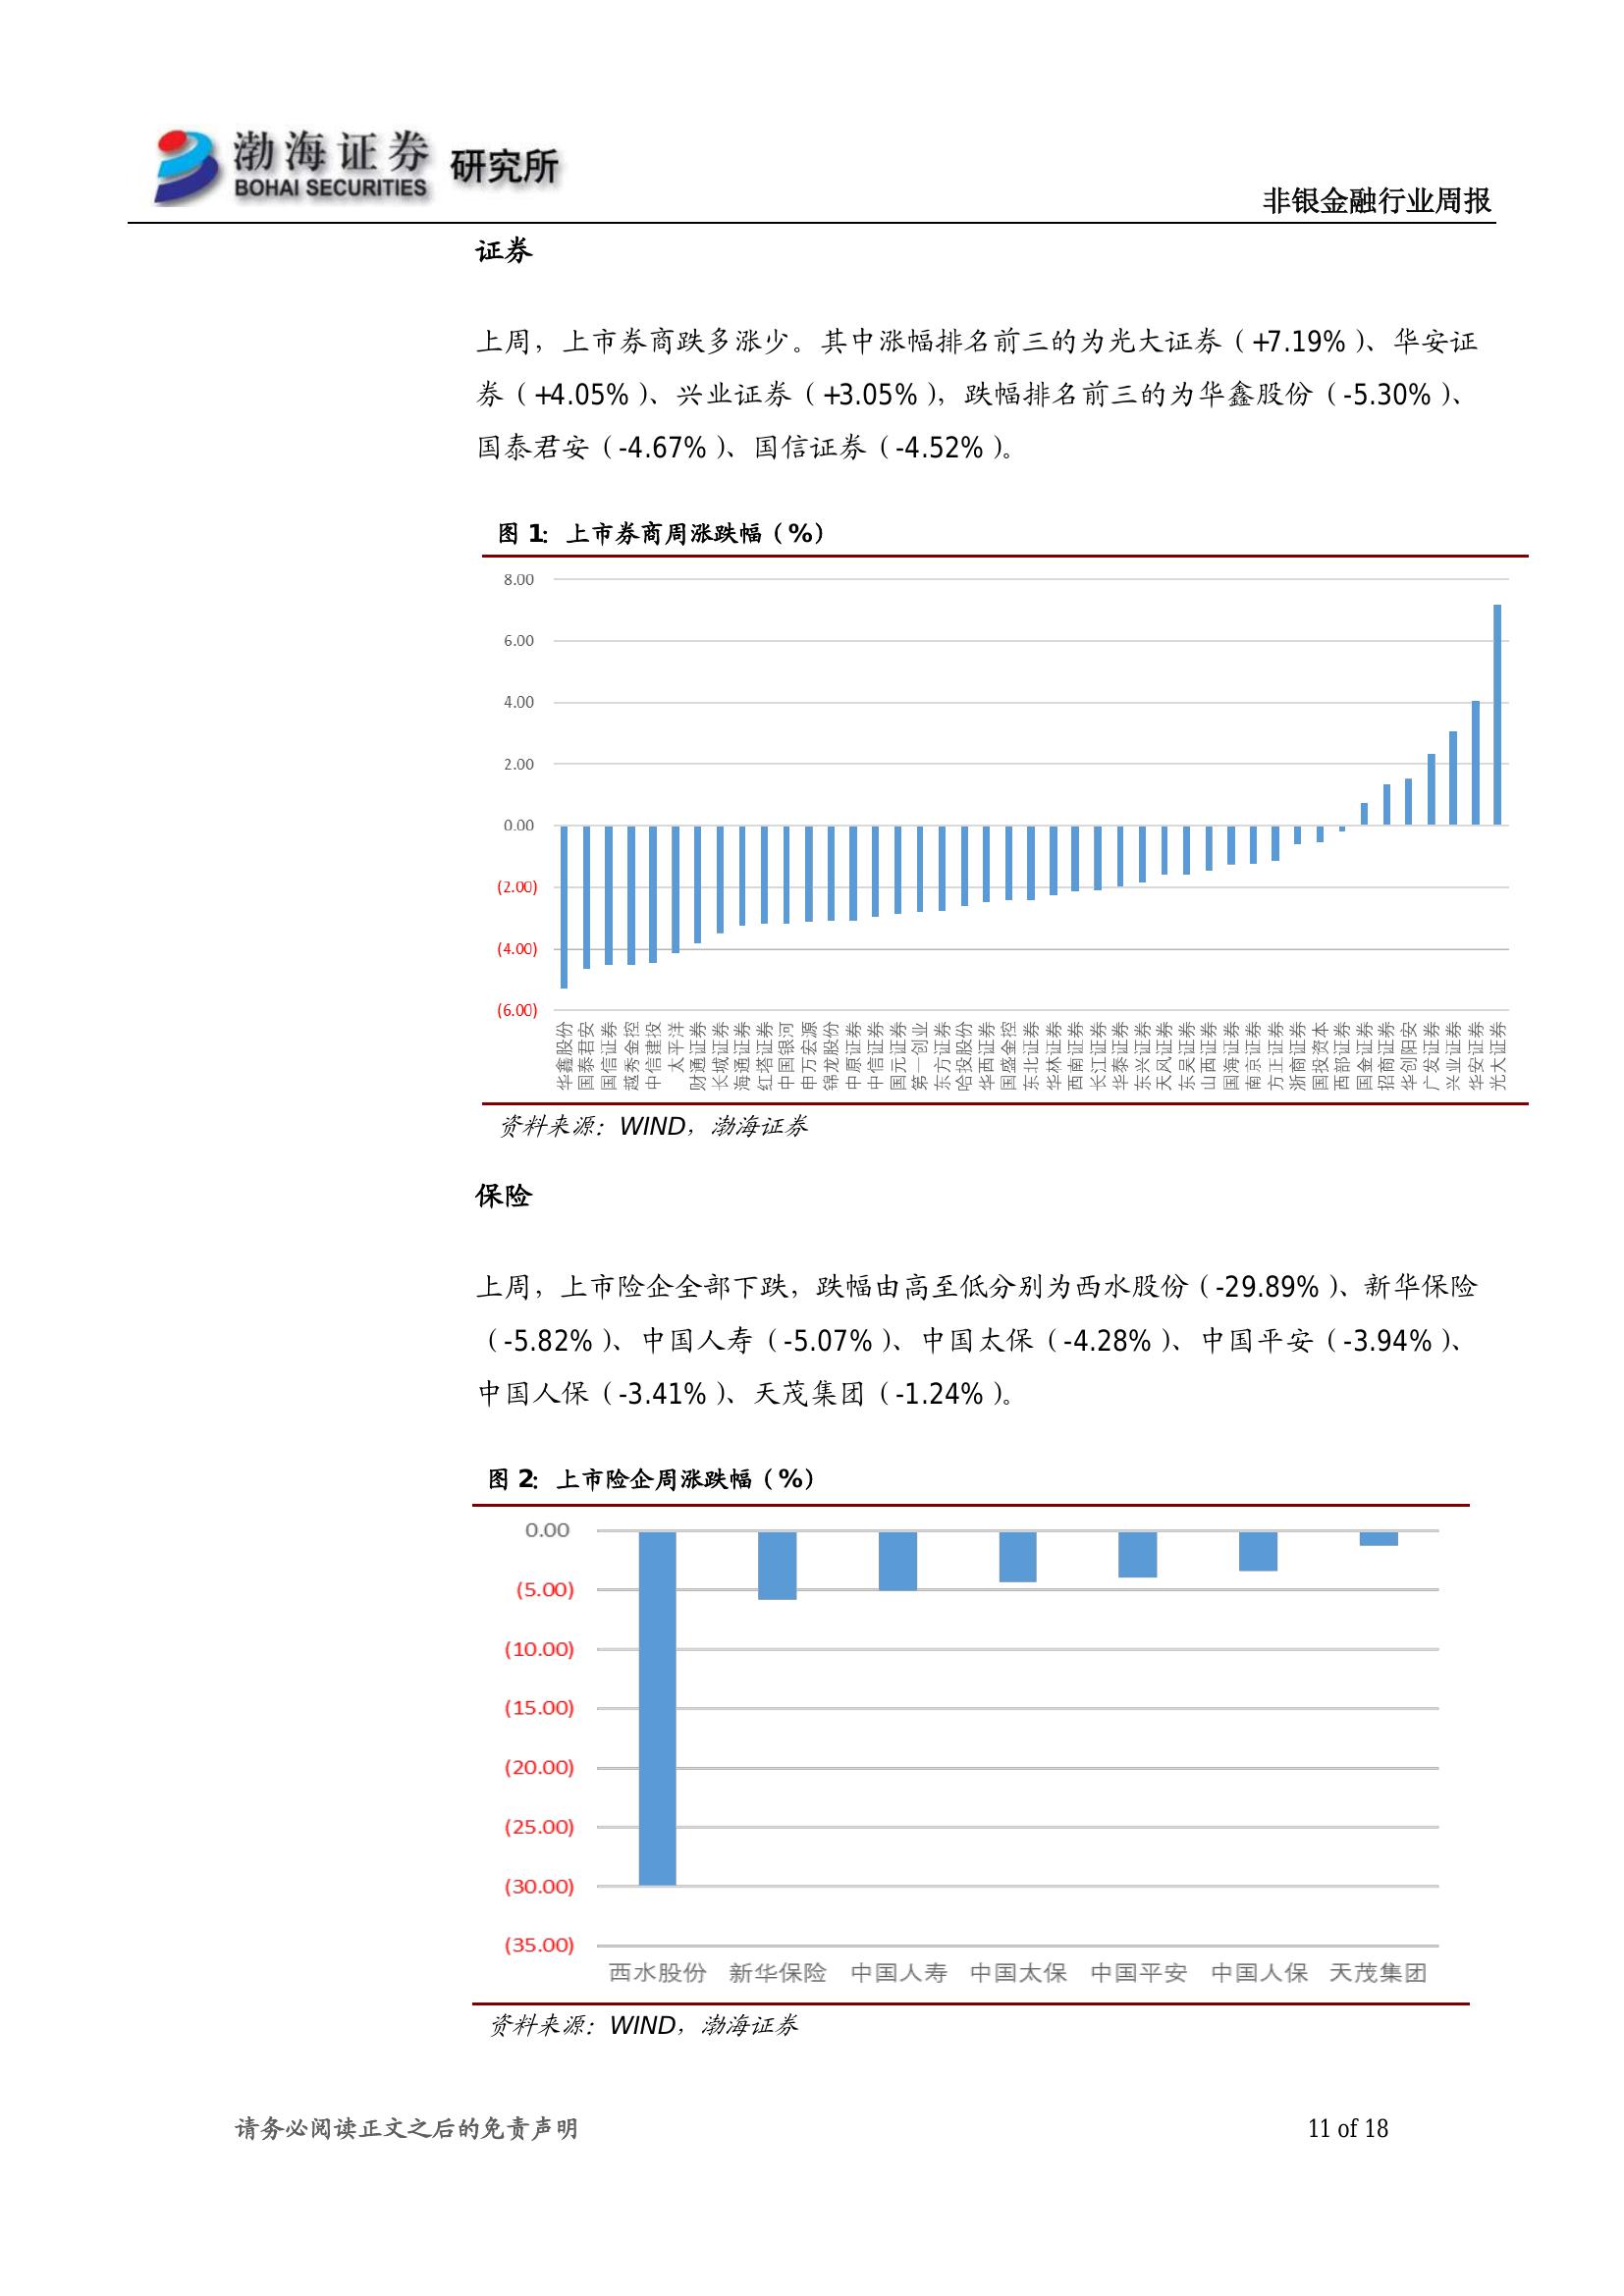 渤海证券 研究所
BOHAI SECURITIES
非银金融行业周报
证券
上周，上市券商跌多涨少。其中涨幅排名前三的为光大证券（+7.19%）、华安证
券（+4.05%）、兴业证券（+3.05%），跌幅排名前三的为华鑫股份（-5.30%）、
国泰君安（-4.67%）、国信证券（-4.52%）。
图 1：上市券商周涨跌幅（%）
8.00
6.00
4.00
2.00
0.00
(2.00)
(4.00)
(6.00)
华鑫股份
国泰君安
国信证券
越秀金控
中信建投
太平洋
财通证券
长城证券
海通证券
红塔证券
中国银河
申万宏源
锦龙股份
中原证券
中信证券
国元证券
第一创业
东方证券
哈投股份
华西证券
国盛金控
东北证券
华林证券
西南证券
长江证券
华泰证券
东兴证券
天风证券
东吴证券
山西证券
国海证券
南京证券
方正证券
浙商证券
国投资本
西部证券
国金证券
招商证券
华创阳安
广发证券
兴业证券
华安证券
光大证券
资料来源：WIND，渤海证券
保险
上周，上市险企全部下跌，跌幅由高至低分别为西水股份（-29.89%）、新华保险
（-5.82%）、中国人寿（-5.07%）、中国太保（-4.28%）、中国平安（-3.94%）、
中国人保（-3.41%）、天茂集团（-1.24%）。
图 2：上市险企周涨跌幅（%）
0.00
(5.00)
(10.00)
(15.00)
(20.00)
(25.00)
(30.00)
(35.00)
西水股份 新华保险 中国人寿 中国太保 中国平安 中国人保 天茂集团
资料来源：WIND，渤海证券
请务必阅读正文之后的免责声明
11 of 18